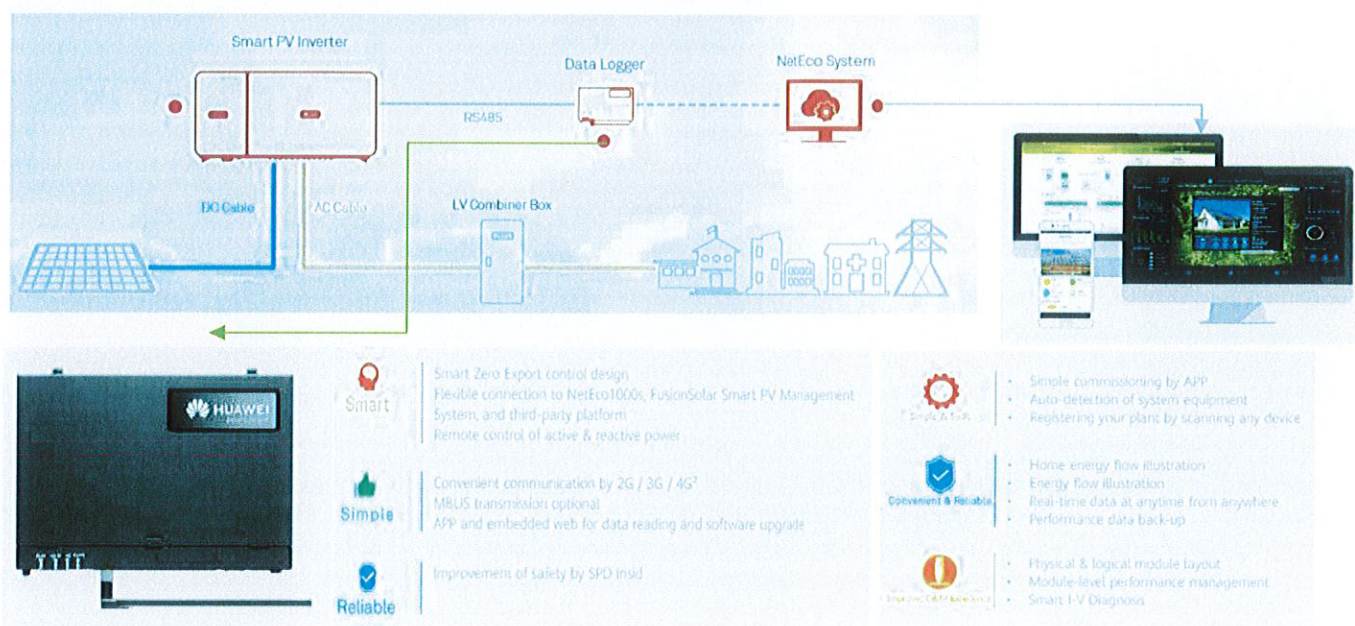 Smart PV Inverter
Data Logger
NetEco System
RS485
DC Cable
AC Cable
LV Combiner Box
HUAWEI
Smart
Smart Zero Export control design
Flexible connection to NetEco1000s, FusionSolar Smart PV Management
System, and third-party platform
Remote control of active & reactive power
Simple
Convenient communication by 2G / 3G / 4G²
MBUS transmission optional
APP and embedded web for data reading and software upgrade
Reliable
Improvement of safety by SPD insid
Simple &
• Simple commissioning by APP
• Auto-detection of system equipment
• Registering your plant by scanning any device
Convenient & Reliable
• Home energy flow illustration
• Energy flow illustration
• Real-time data at anytime from anywhere
• Performance data back-up
• Physical & logical module layout
• Module-level performance management
• Smart I-V Diagnosis